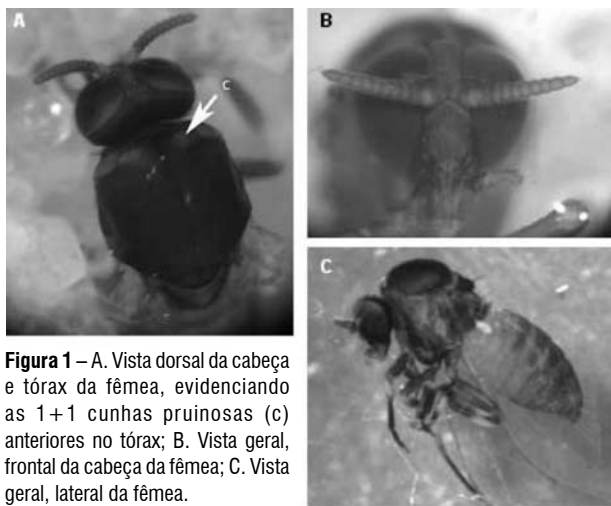 A
c
B
C
Figura 1 – A. Vista dorsal da cabeça
e tórax da fêmea, evidenciando
as 1+1 cunhas pruinosas (c)
anteriores no tórax; B. Vista geral,
frontal da cabeça da fêmea; C. Vista
geral, lateral da fêmea.